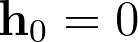 h₀ = 0